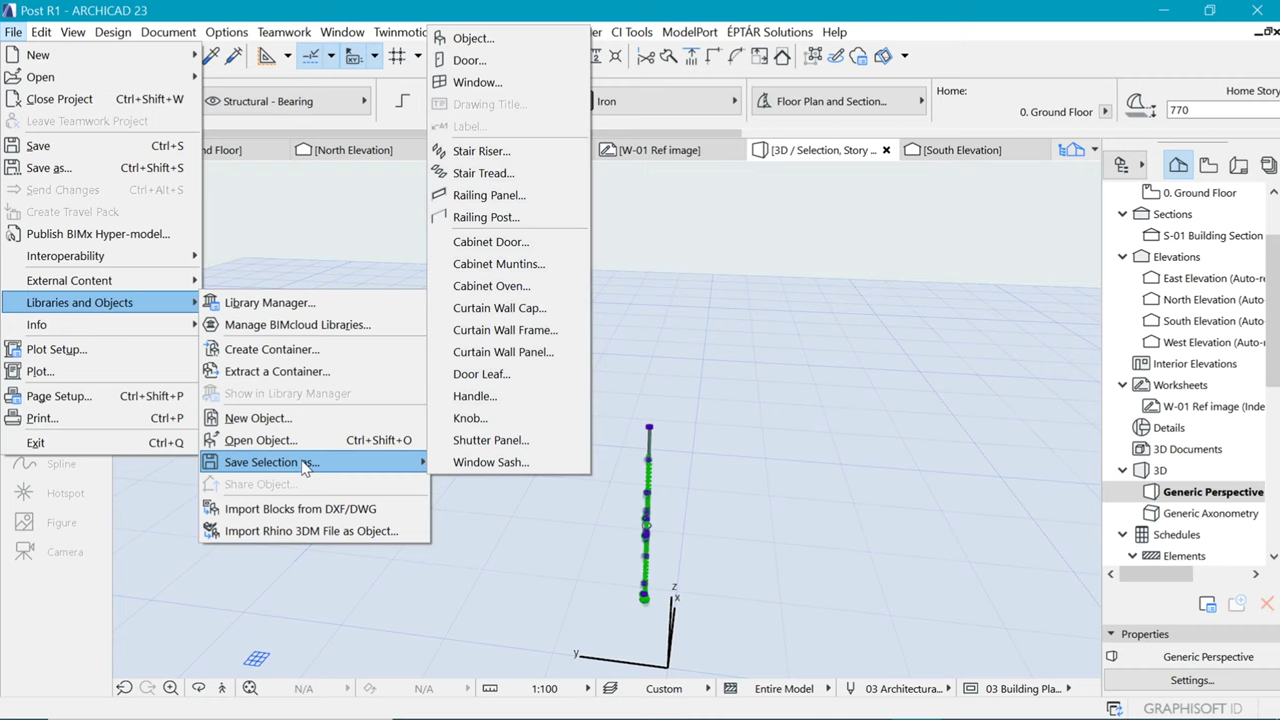 Post R1 - ARCHICAD 23
File Edit View Design Document Options Teamwork Window Twinmoti
er CI Tools ModelPort ÉPTÁR Solutions Help
New
Open
Close Project Ctrl+Shift+W
Leave Teamwork Project
Save Ctrl+S
Save as... Ctrl+Shift+S
Send Changes Ctrl+Alt+S
Create Travel Pack
Publish BIMx Hyper-model...
Interoperability
External Content
Libraries and Objects
Info
Plot Setup...
Plot...
Page Setup... Ctrl+Shift+P
Print... Ctrl+P
Exit Ctrl+Q
Spline
Hotspot
Figure
Camera
Structural - Bearing
nd Floor]
[North Elevation]
Library Manager...
Manage BIMcloud Libraries...
Create Container...
Extract a Container...
Show in Library Manager
New Object...
Open Object... Ctrl+Shift+O
Save Selection as...
Share Object...
Import Blocks from DXF/DWG
Import Rhino 3DM File as Object...
Object...
Door...
Window...
Drawing Title...
Label...
Stair Riser...
Stair Tread...
Railing Panel...
Railing Post...
Cabinet Door...
Cabinet Muntins...
Cabinet Oven...
Curtain Wall Cap...
Curtain Wall Frame...
Curtain Wall Panel...
Door Leaf...
Handle...
Knob...
Shutter Panel...
Window Sash...
Iron
Floor Plan and Section...
Home:
0. Ground Floor
Home Story
770
[W-01 Ref image]
[3D / Selection, Story ...
[South Elevation]
0. Ground Floor
Sections
S-01 Building Section
Elevations
East Elevation (Auto-re
North Elevation (Auto-r
South Elevation (Auto-r
West Elevation (Auto-re
Interior Elevations
Worksheets
W-01 Ref image (Inde
Details
3D Documents
3D
Generic Perspective
Generic Axonometry
Schedules
Elements
Properties
Generic Perspective
Settings...
GRAPHISOFT ID
z
x
y
N/A
N/A
1:100
Custom
Entire Model
03 Architectura...
03 Building Pla...